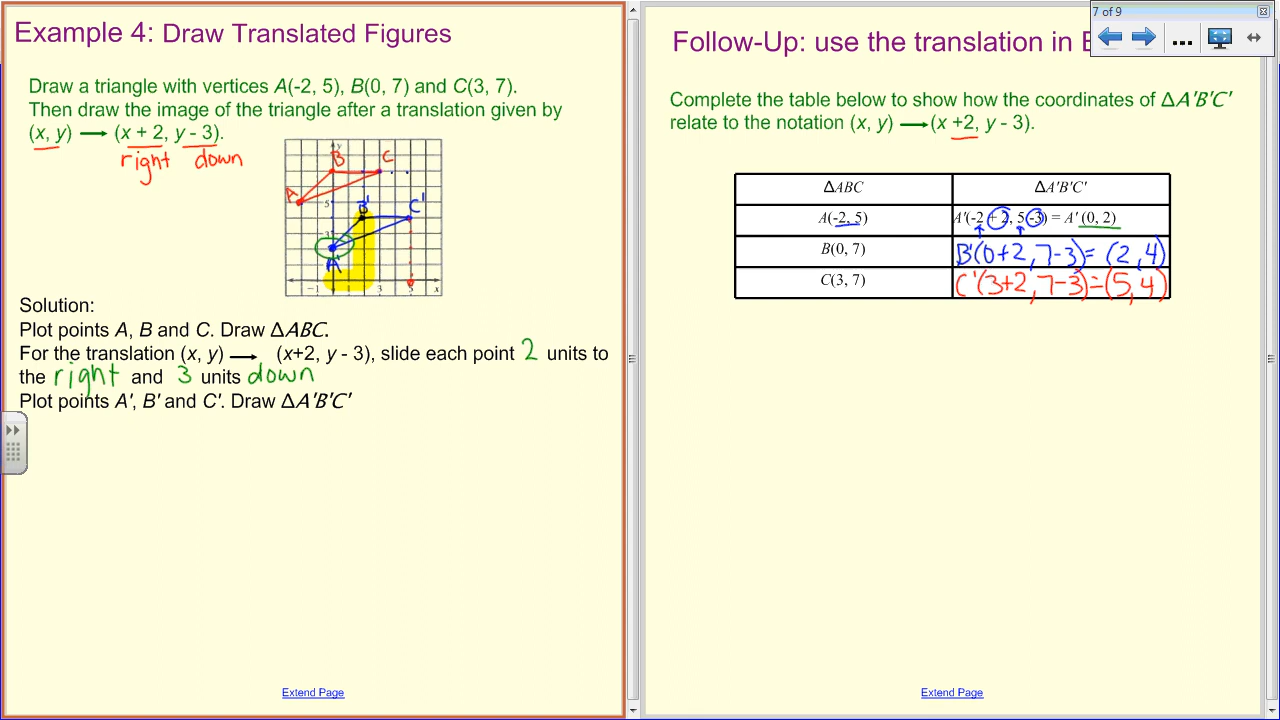 Example 4: Draw Translated Figures
Draw a triangle with vertices A(-2, 5), B(0, 7) and C(3, 7).
Then draw the image of the triangle after a translation given by
(x, y) → (x + 2, y - 3).
right down
y
B C
A
5
B' C'
3
A'
-1 1 3 5 x
Solution:
Plot points A, B and C. Draw ΔABC.
For the translation (x, y) → (x+2, y - 3), slide each point 2 units to
the right and 3 units down
Plot points A', B' and C'. Draw ΔA'B'C'
Extend Page
7 of 9
Follow-Up: use the translation in
Complete the table below to show how the coordinates of ΔA'B'C'
relate to the notation (x, y) → (x +2, y - 3).
ΔABC ΔA'B'C'
A(-2, 5) A'(-2 + 2, 5 -3) = A' (0, 2)
B(0, 7) B'(0+2, 7-3) = (2, 4)
C(3, 7) C'(3+2, 7-3) = (5, 4)
Extend Page